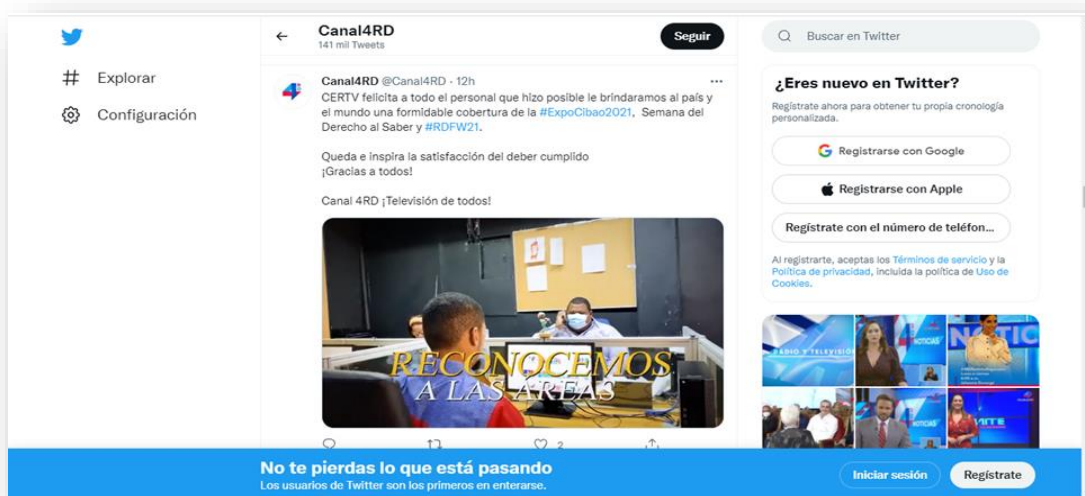 Explorar
Configuración
Canal4RD
141 mil Tweets
Seguir
Canal4RD @Canal4RD · 12h
CERTV felicita a todo el personal que hizo posible le brindaramos al país y
el mundo una formidable cobertura de la #ExpoCibao2021, Semana del
Derecho al Saber y #RDFW21.
Queda e inspira la satisfacción del deber cumplido
¡Gracias a todos!
Canal 4RD ¡Televisión de todos!
RECONOCEMOS
A LAS AREAS
2
Buscar en Twitter
¿Eres nuevo en Twitter?
Regístrate ahora para obtener tu propia cronología
personalizada.
Registrarse con Google
Registrarse con Apple
Regístrate con el número de teléfon...
Al registrarte, aceptas los Términos de servicio y la
Política de privacidad, incluida la política de Uso de
Cookies.
RADIO Y TELEVISIÓN
NOTICIAS
NOTIC
NOTICIAS
No te pierdas lo que está pasando
Los usuarios de Twitter son los primeros en enterarse.
Iniciar sesión
Regístrate